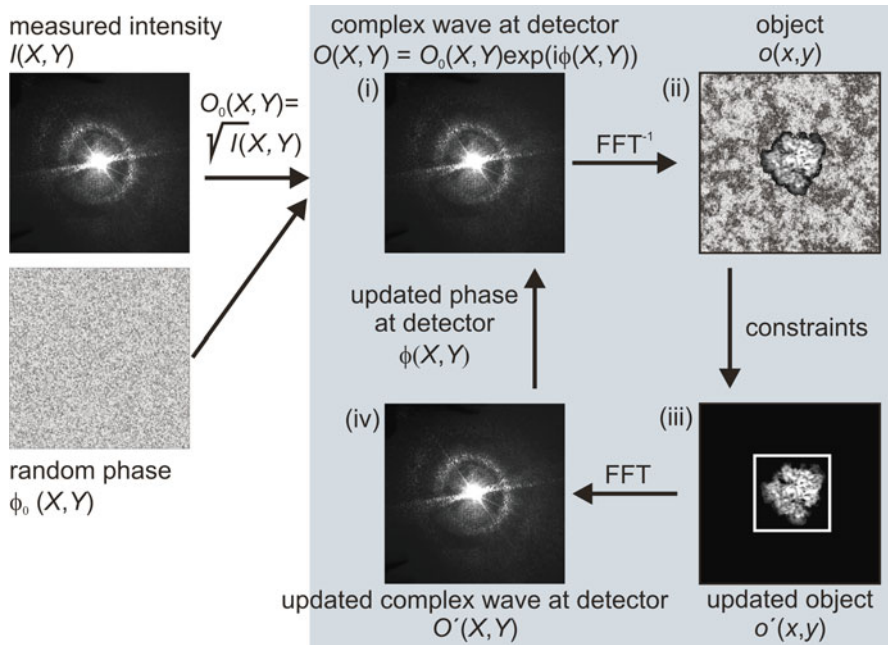 measured intensity
I(X,Y)
O₀(X,Y)=
√I(X,Y)
random phase
ϕ₀ (X,Y)
complex wave at detector
O(X,Y) = O₀(X,Y)exp(iϕ(X,Y))
(i)
FFT⁻¹
object
o(x,y)
(ii)
constraints
(iii)
updated object
o´(x,y)
FFT
(iv)
updated complex wave at detector
O´(X,Y)
updated phase
at detector
ϕ(X,Y)